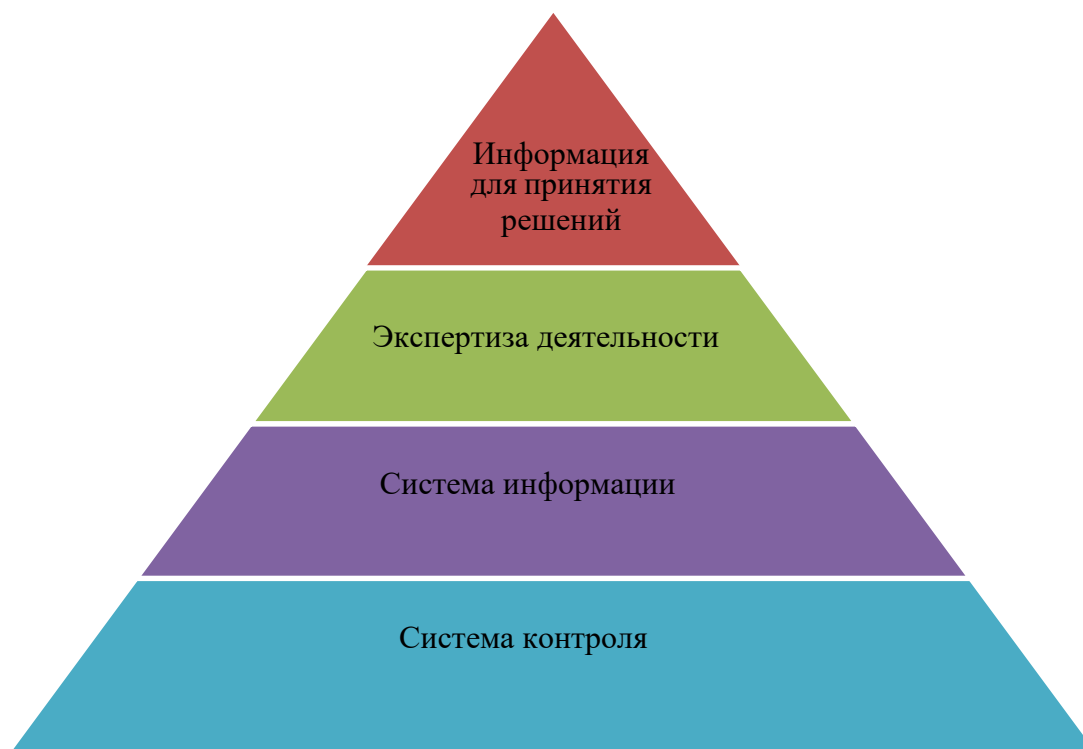 Информация
для принятия
решений
Экспертиза деятельности
Система информации
Система контроля